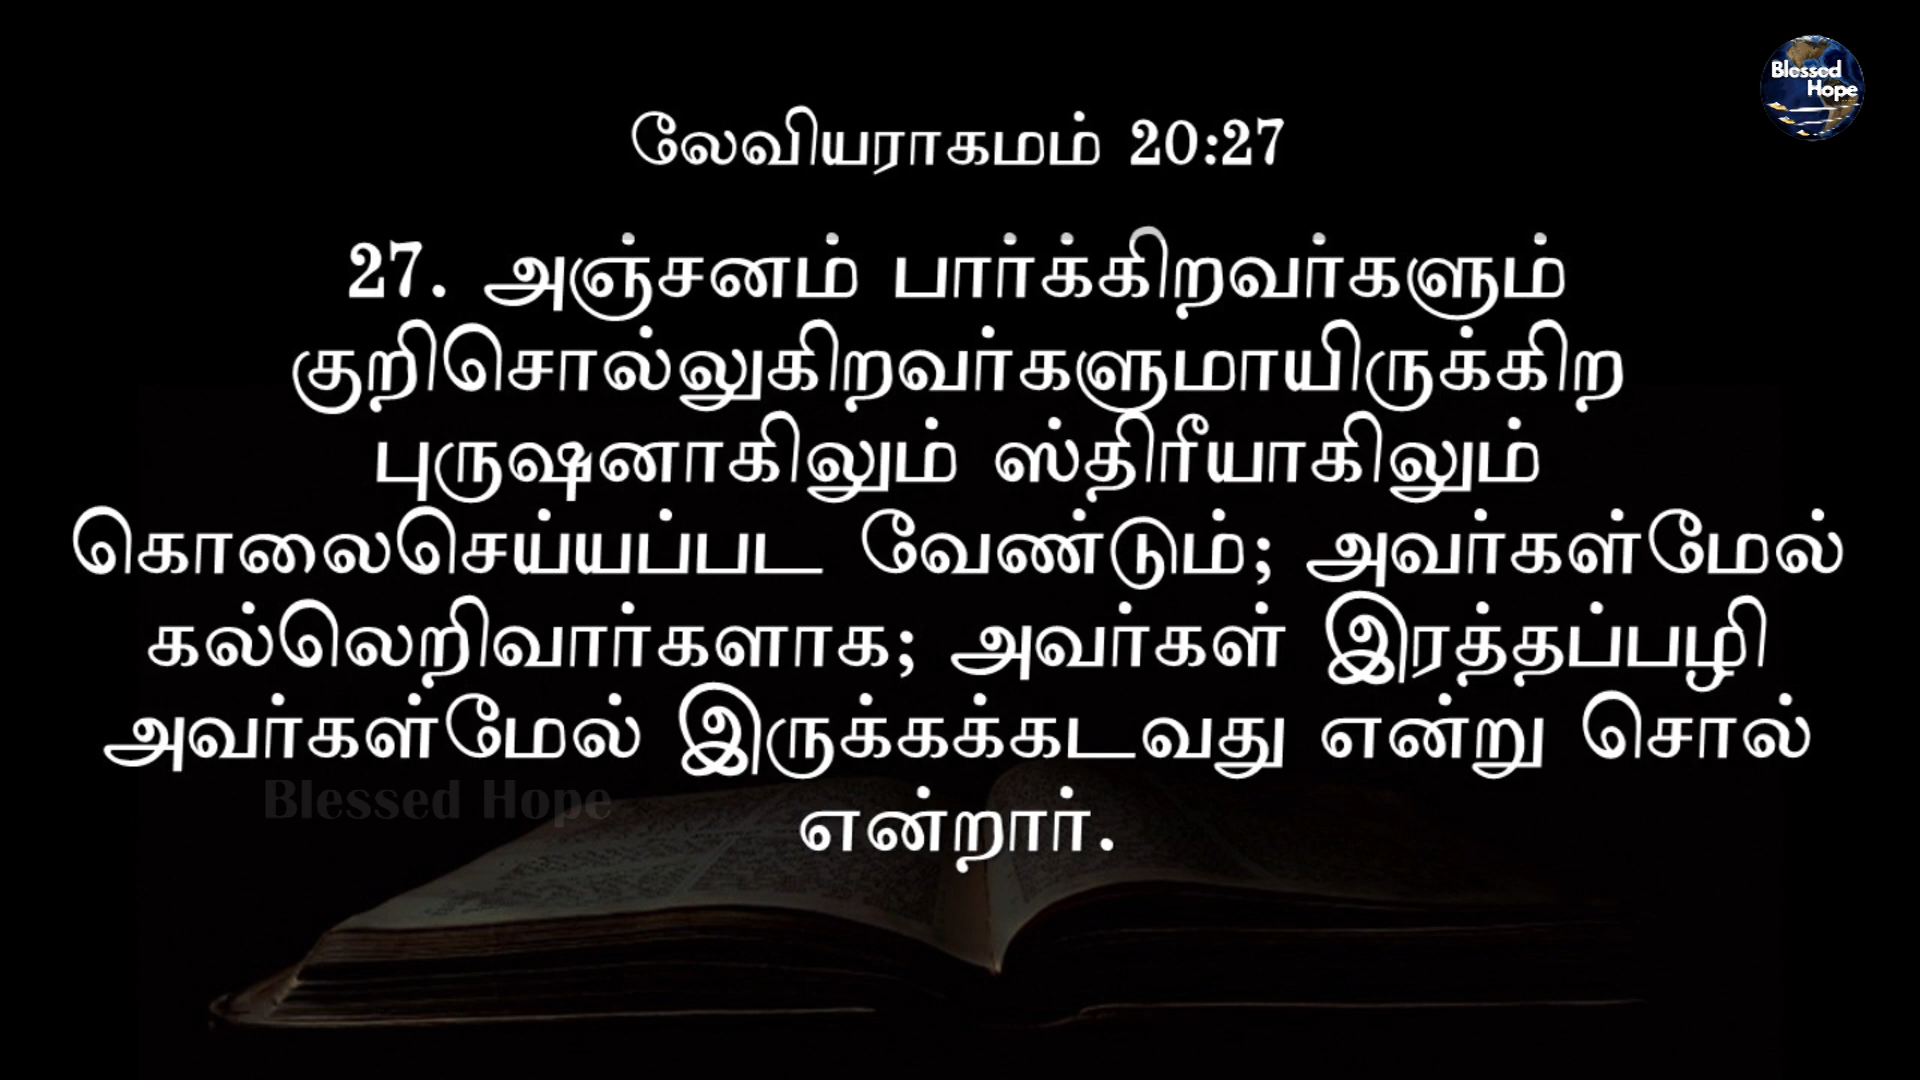 Blessed
Hope
லேவியராகமம் 20:27
27. அஞ்சனம் பார்க்கிறவர்களும்
குறிசொல்லுகிறவர்களுமாயிருக்கிற
புருஷனாகிலும் ஸ்திரீயாகிலும்
கொலைசெய்யப்பட வேண்டும்; அவர்கள்மேல்
கல்லெறிவார்களாக; அவர்கள் இரத்தப்பழி
அவர்கள்மேல் இருக்கக்கடவது என்று சொல்
Blessed Hope
என்றார்.